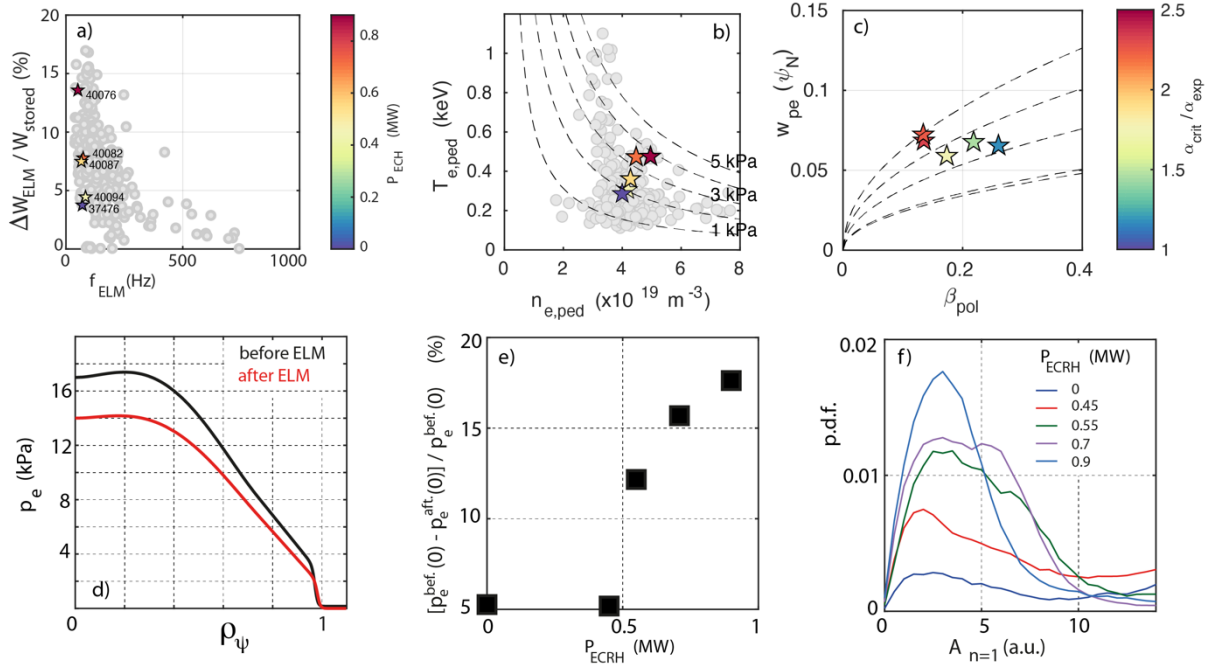 a)
ΔW_ELM / W_stored (%)
20
15
10
5
0
40076
40082
40087
40094
37476
0
500
1000
f_ELM (Hz)
0.8
0.6
0.4
0.2
0
P_ECH (MW)
b)
T_e,ped (keV)
1
0.8
0.6
0.4
0.2
0
5 kPa
3 kPa
1 kPa
2
4
6
8
n_e,ped (x10 19 m-3)
c)
w_pe (ψ_N)
0.15
0.1
0.05
0
0
0.2
0.4
β_pol
2.5
2
1.5
1
α_crit/α_exp
before ELM
after ELM
p_e (kPa)
16
12
8
4
d)
0
1
ρ_ψ
e)
[p_e^bef.(0) - p_e^aft.(0)] / p_e^bef.(0) (%)
20
15
10
5
0
0.5
1
P_ECRH (MW)
f)
p.d.f.
0.02
0.01
0
P_ECRH (MW)
0
0.45
0.55
0.7
0.9
0
5
10
A_n=1 (a.u.)